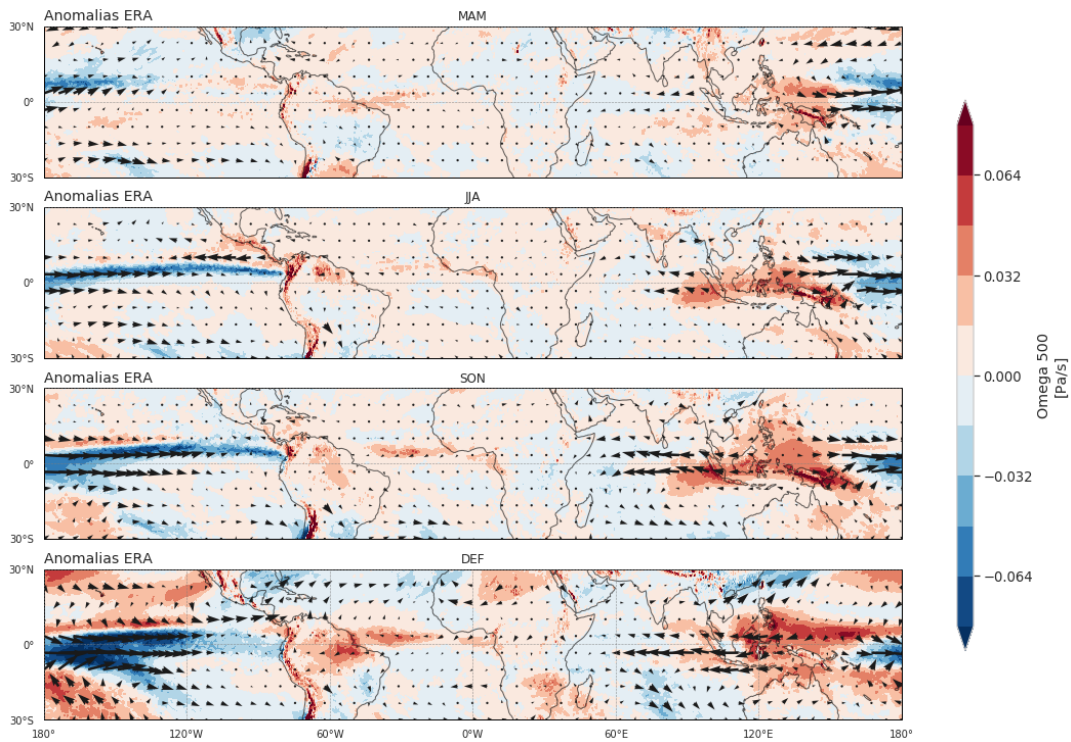 Anomalias ERA MAM
30°N
0°
30°S
Anomalias ERA JJA
30°N
0°
30°S
Anomalias ERA SON
30°N
0°
30°S
Anomalias ERA DEF
30°N
0°
30°S
180° 120°W 60°W 0°W 60°E 120°E 180°
0.064
0.032
0.000
−0.032
−0.064
Omega 500
[Pa/s]